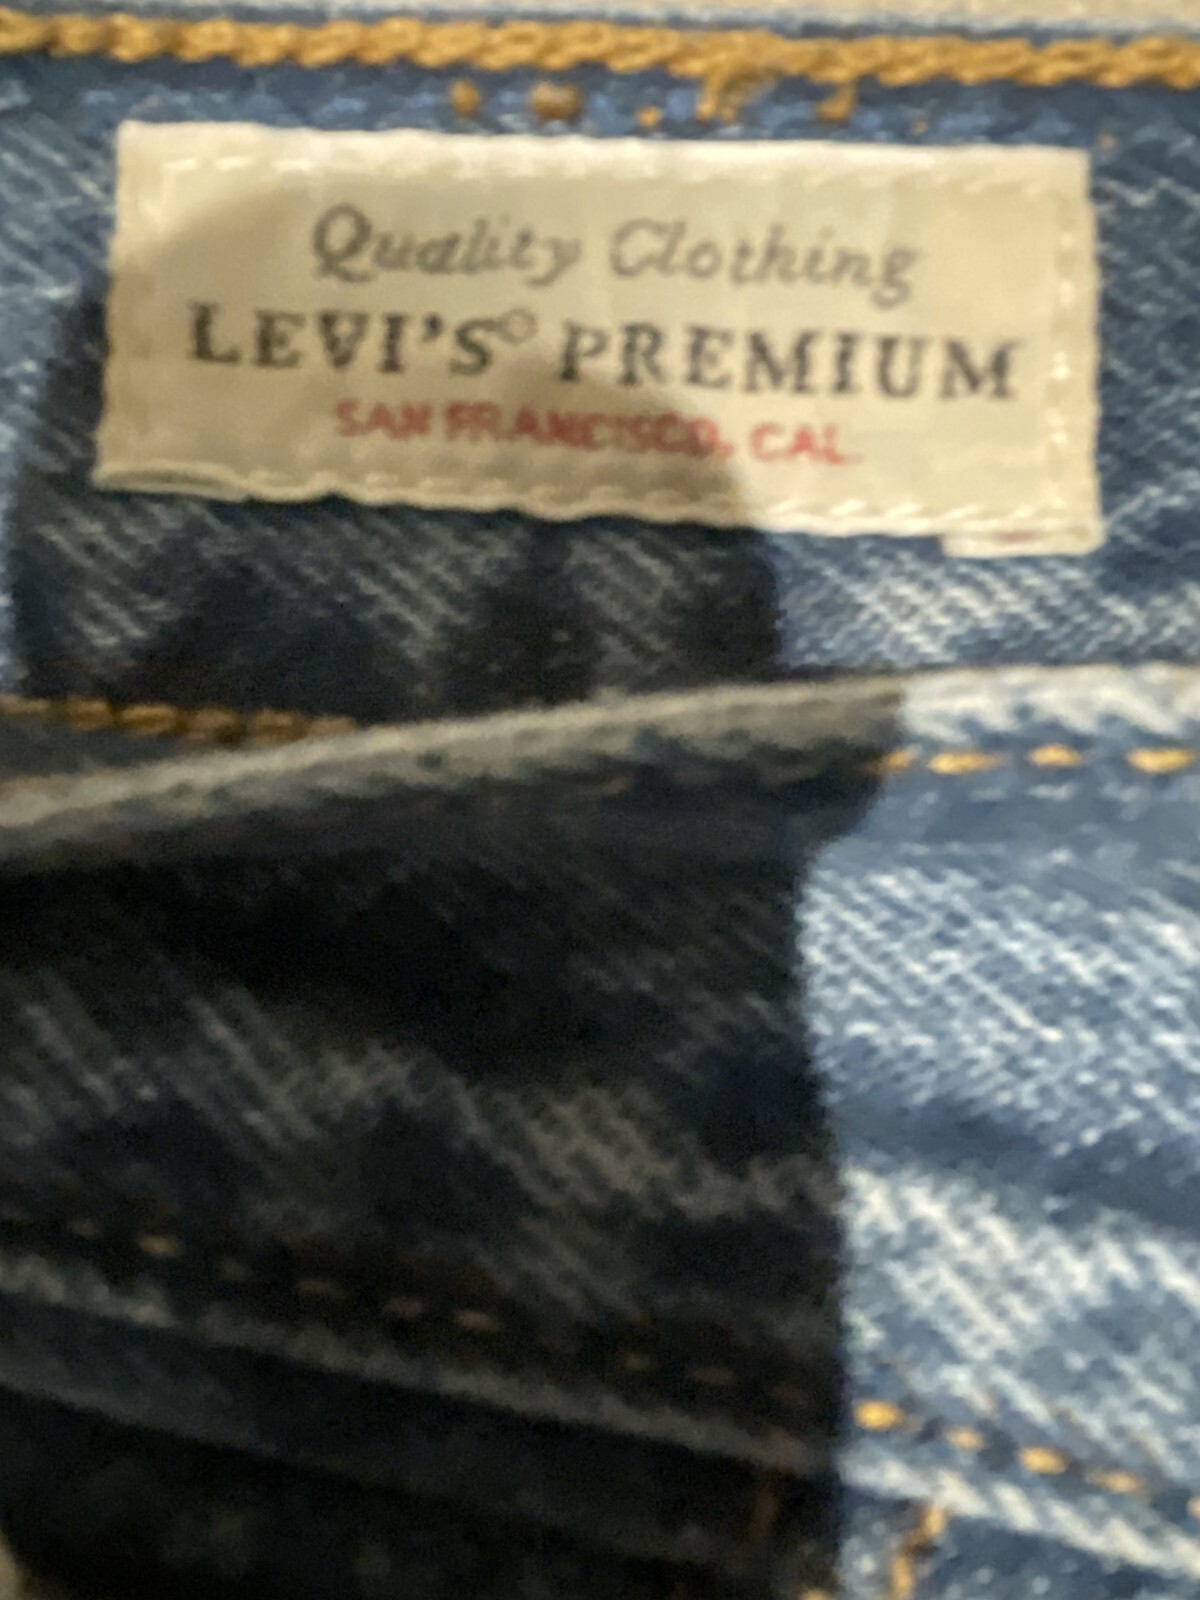 Quality Clothing
LEVI'S® PREMIUM
SAN FRANCISCO, CAL.